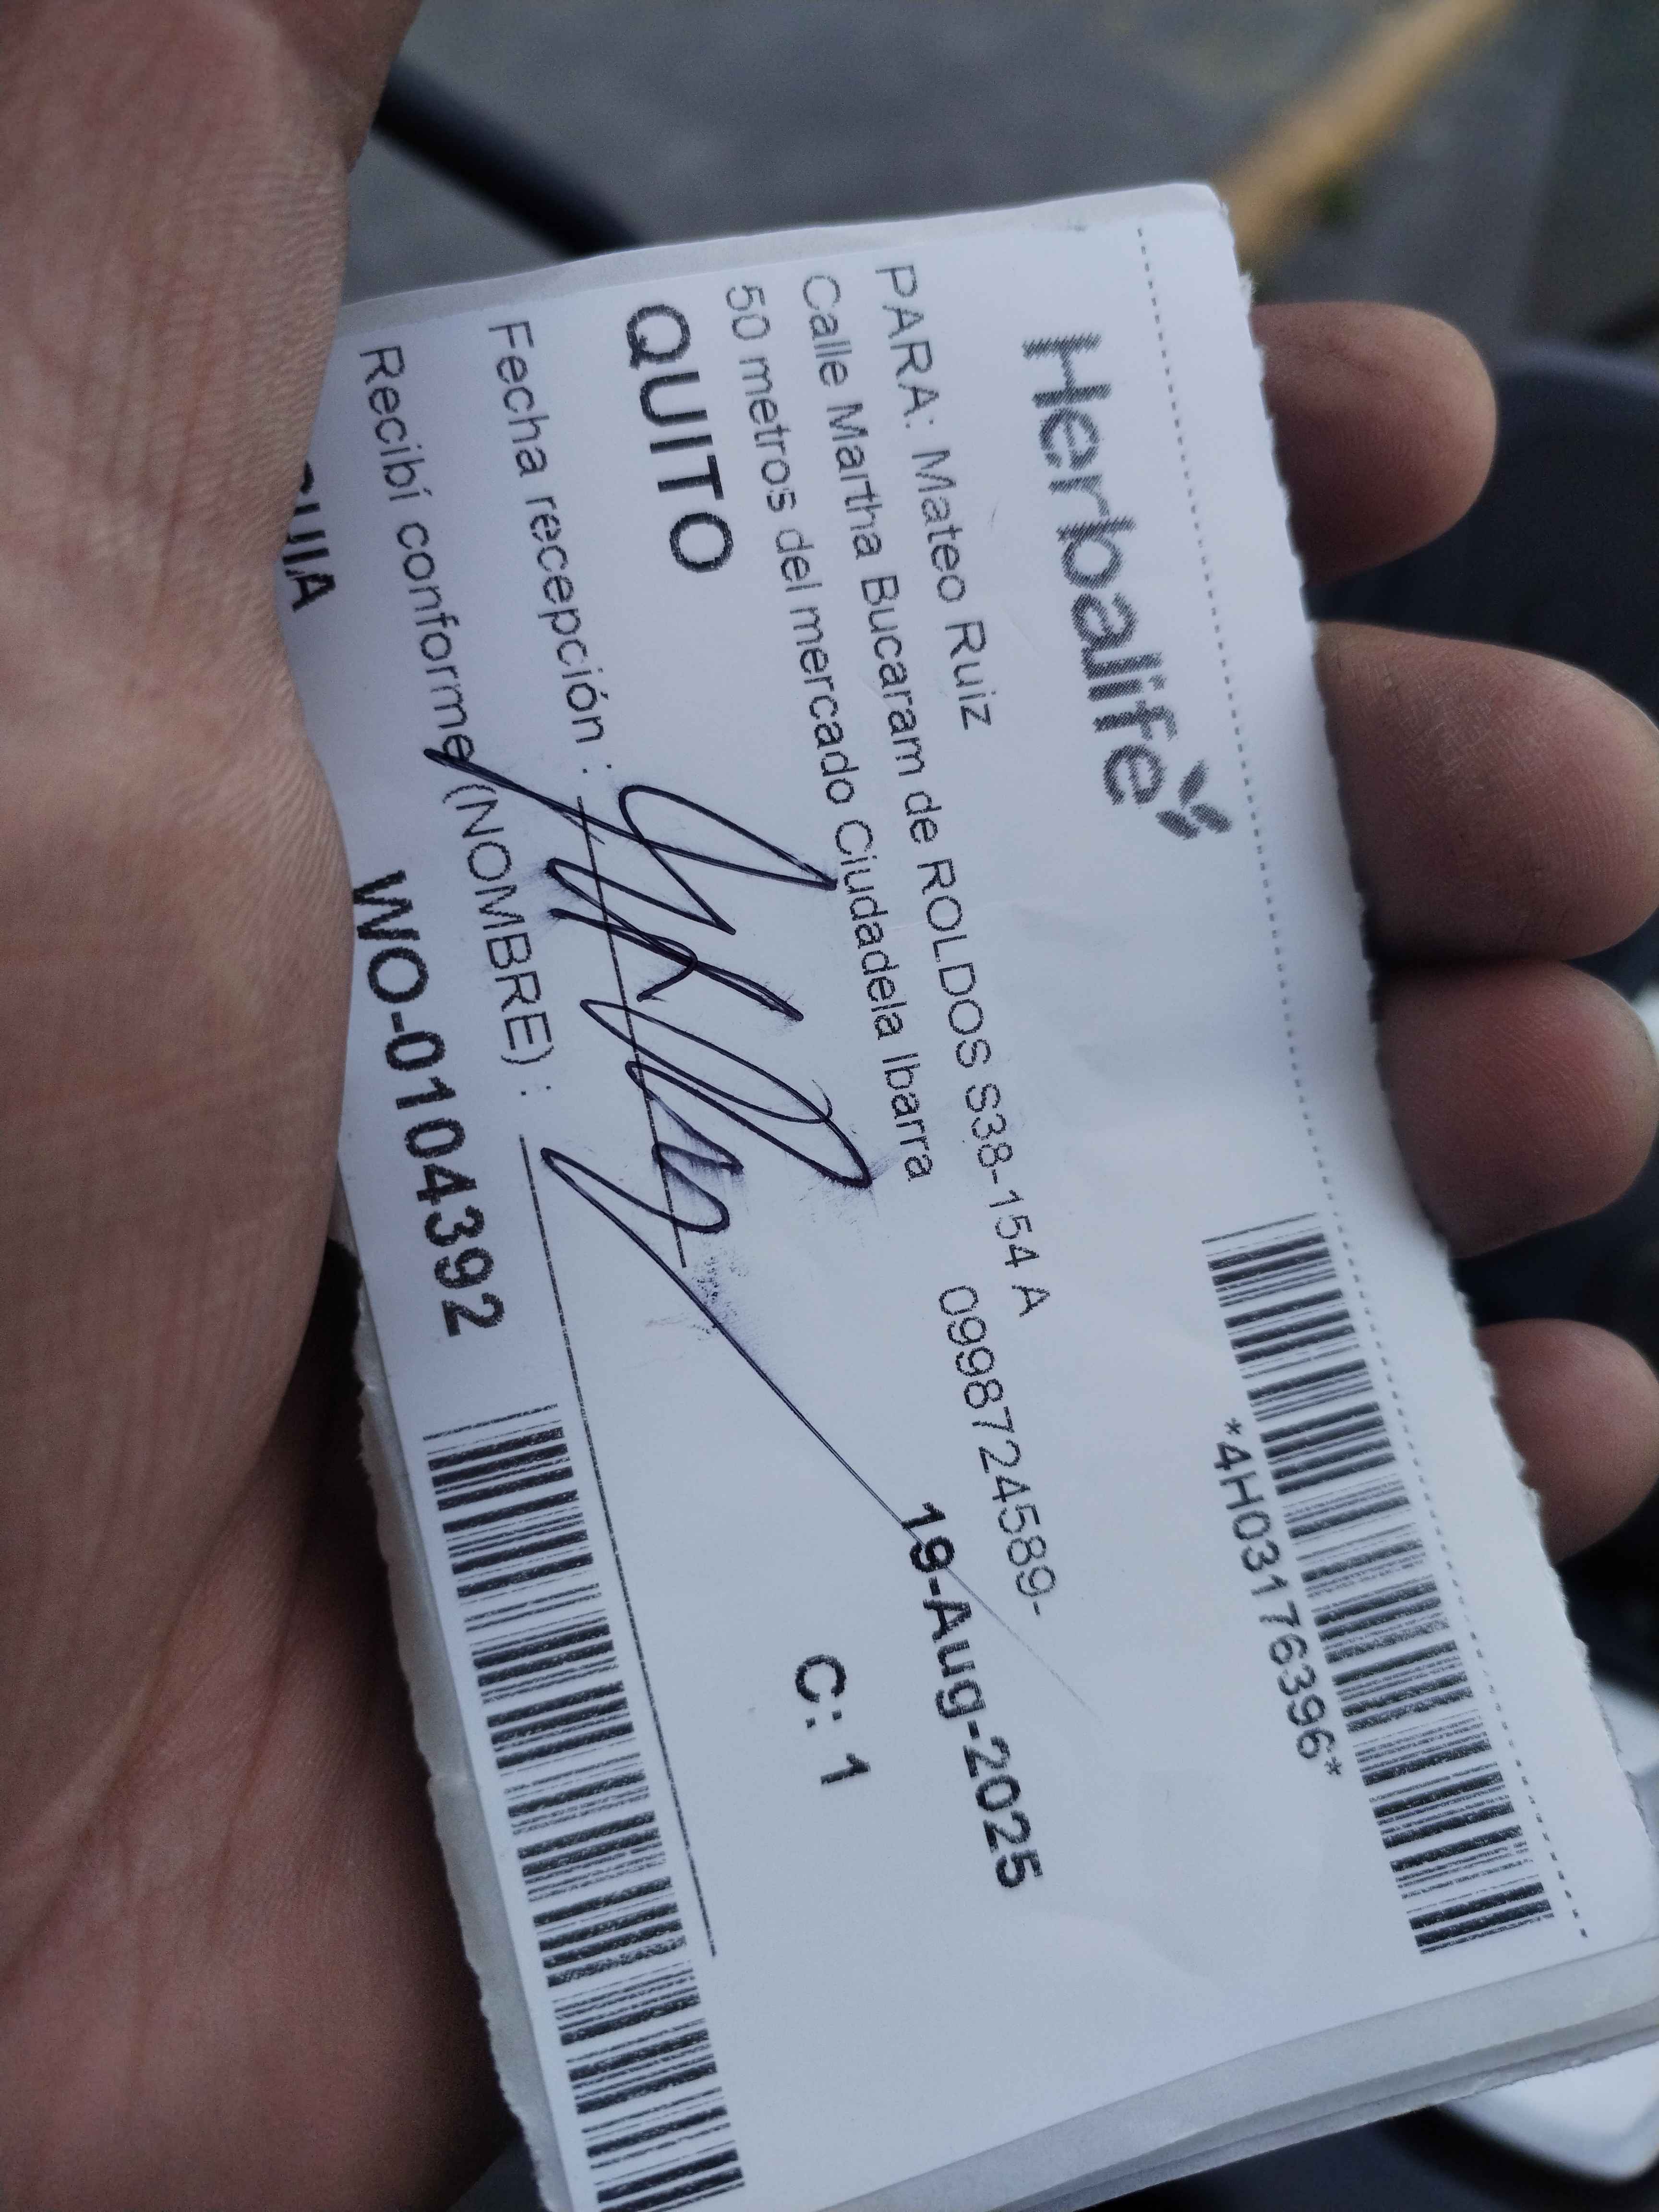 Herbalife
*4H03176396*
PARA: Mateo Ruiz
Calle Martha Bucaram de ROLDOS S38-154 A
0998724589-
50 metros del mercado Ciudadela Ibarra
19-Aug-2025
QUITO
C: 1
Fecha recepción :
Recibí conforme (NOMBRE) :
WO-0104392